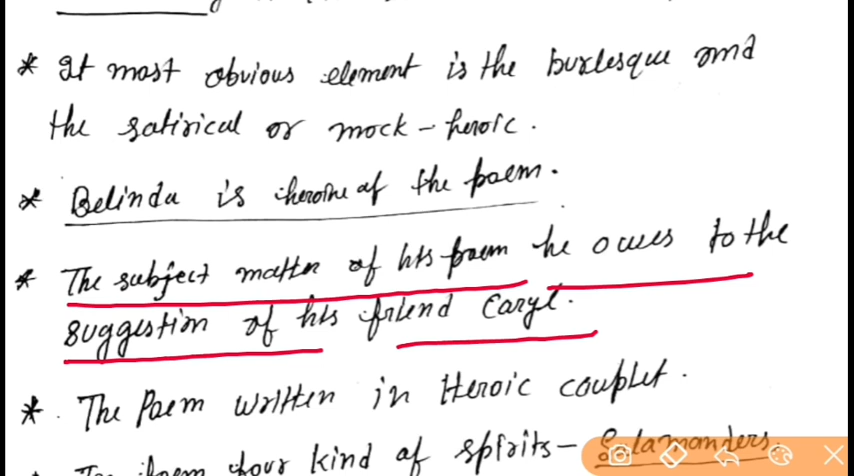 * It most obvious element is the burlesque and
the satirical or mock-heroic.
* Belinda is heroine of the poem.
* The subject matter of his poem he owes to the
suggestion of his friend Caryl.
* The Poem written in Heroic couplet.
four kind of spirits- Salamanders,